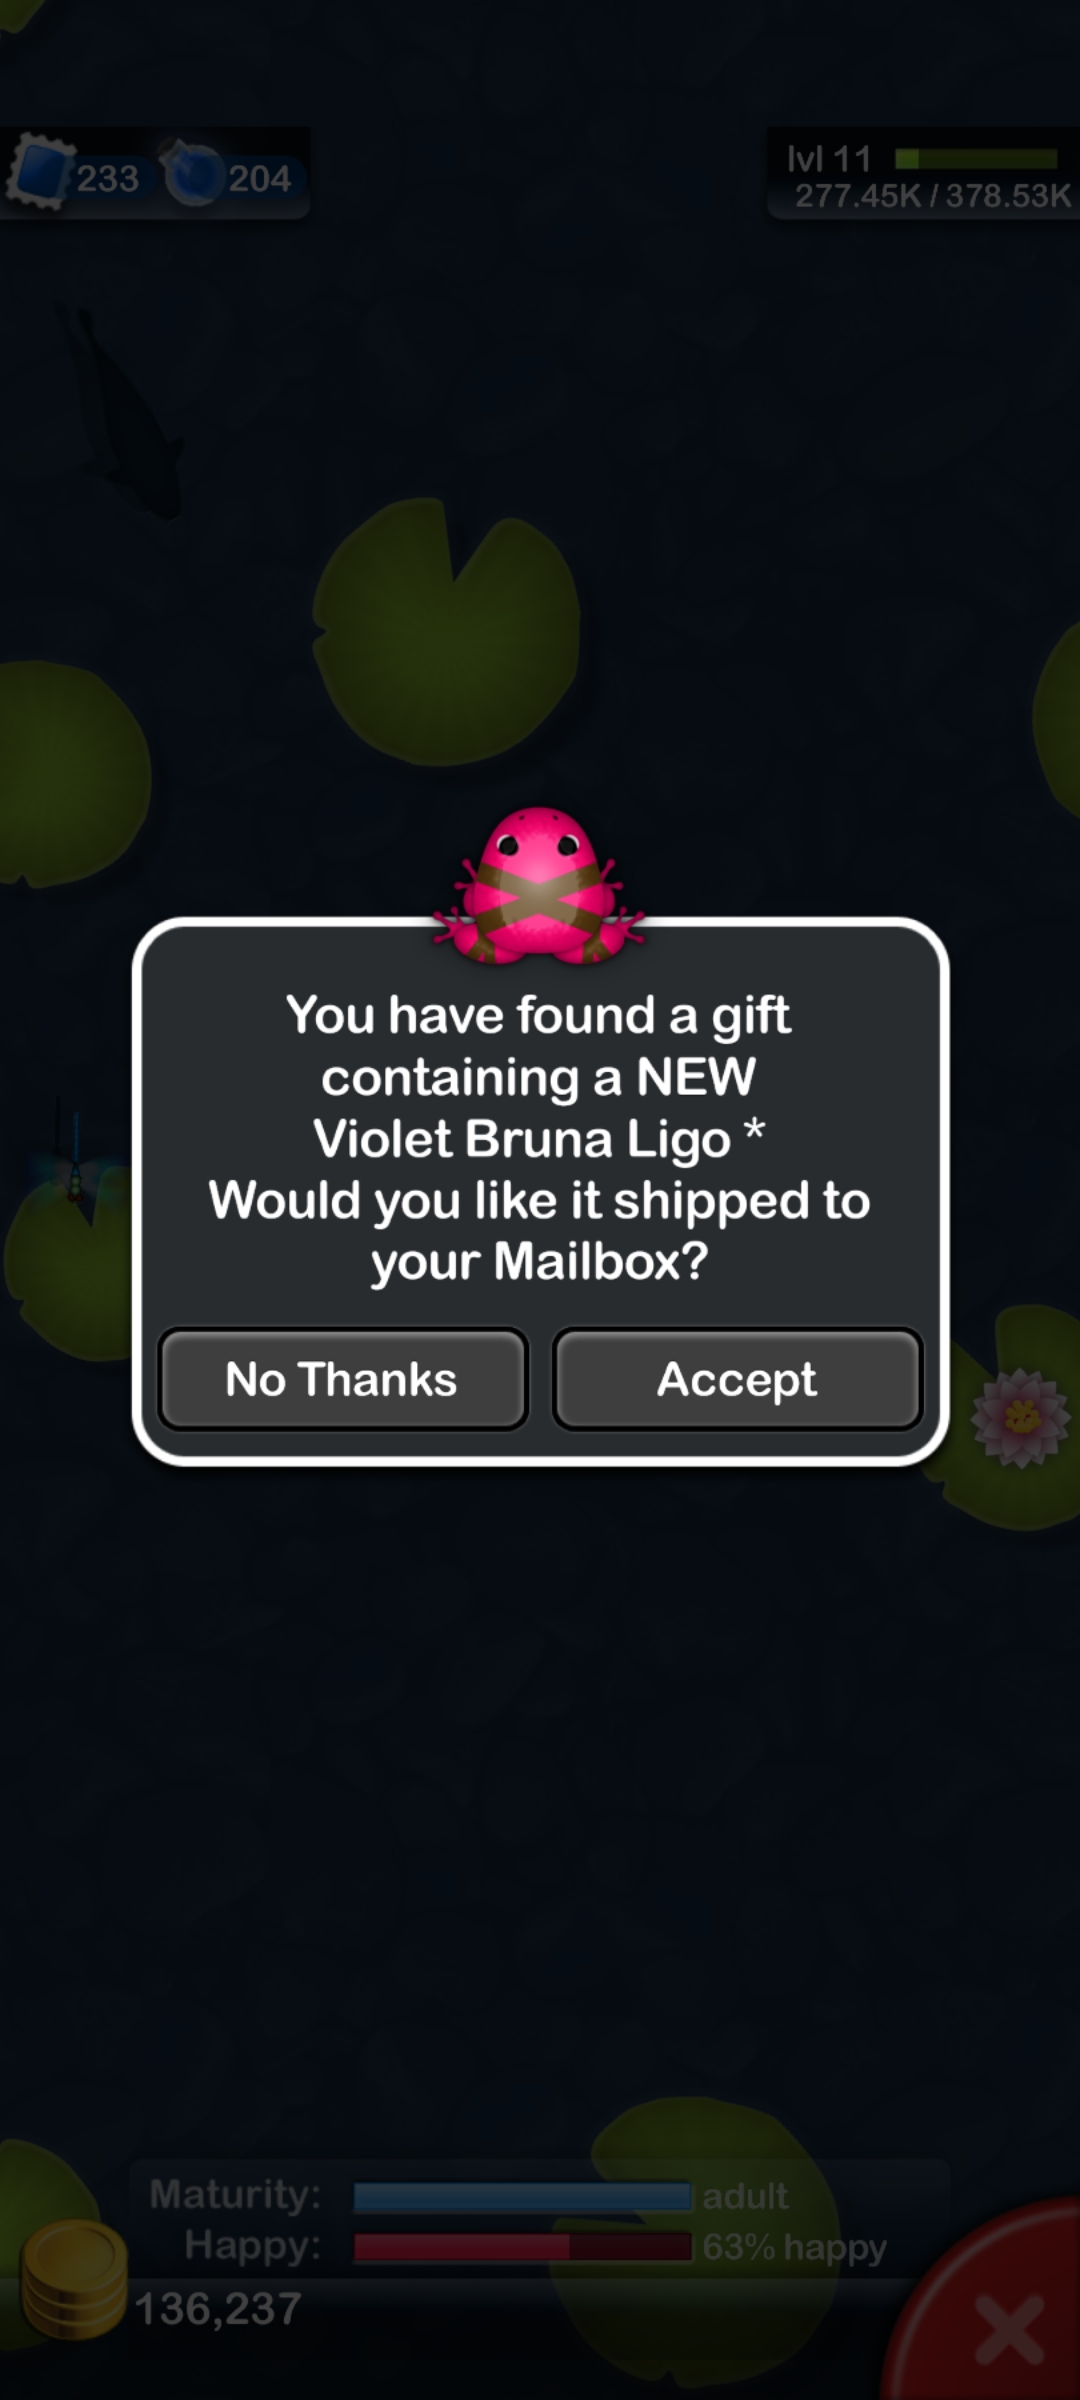 233 204
lvl 11
277.45K / 378.53K
You have found a gift
containing a NEW
Violet Bruna Ligo *
Would you like it shipped to
your Mailbox?
No Thanks Accept
Maturity: adult
Happy: 63% happy
136,237